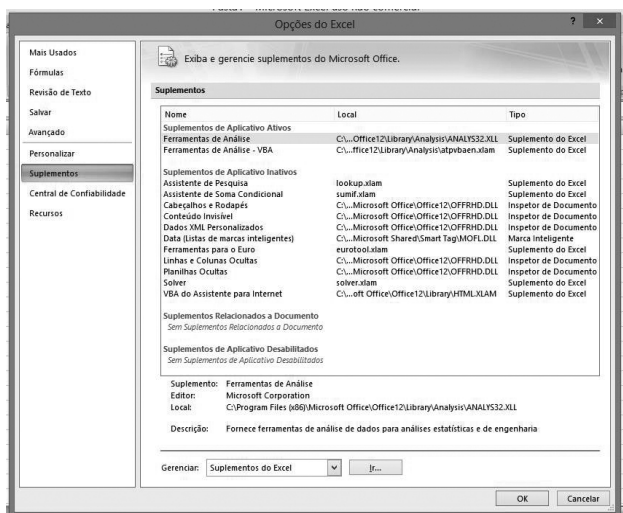 Opções do Excel
? ×
Mais Usados
Fórmulas
Revisão de Texto
Salvar
Avançado
Personalizar
Suplementos
Central de Confiabilidade
Recursos
Exiba e gerencie suplementos do Microsoft Office.
Suplementos
Nome Local Tipo
Suplementos de Aplicativo Ativos
Ferramentas de Análise C:\...Office12\Library\Analysis\ANALYS32.XLL Suplemento do Excel
Ferramentas de Análise - VBA C:\...ffice12\Library\Analysis\atpvbaen.xlam Suplemento do Excel
Suplementos de Aplicativo Inativos
Assistente de Pesquisa lookup.xlam Suplemento do Excel
Assistente de Soma Condicional sumif.xlam Suplemento do Excel
Cabeçalhos e Rodapés C:\...Microsoft Office\Office12\OFFRHD.DLL Inspetor de Documento
Conteúdo Invisível C:\...Microsoft Office\Office12\OFFRHD.DLL Inspetor de Documento
Dados XML Personalizados C:\...Microsoft Office\Office12\OFFRHD.DLL Inspetor de Documento
Data (Listas de marcas inteligentes) C:\...Microsoft Shared\Smart Tag\MOFL.DLL Marca Inteligente
Ferramentas para o Euro eurotool.xlam Suplemento do Excel
Linhas e Colunas Ocultas C:\...Microsoft Office\Office12\OFFRHD.DLL Inspetor de Documento
Planilhas Ocultas C:\...Microsoft Office\Office12\OFFRHD.DLL Inspetor de Documento
Solver solver.xlam Suplemento do Excel
VBA do Assistente para Internet C:\...oft Office\Office12\Library\HTML.XLAM Suplemento do Excel
Suplementos Relacionados a Documento
Sem Suplementos Relacionados a Documento
Suplementos de Aplicativo Desabilitados
Sem Suplementos de Aplicativo Desabilitados
Suplemento: Ferramentas de Análise
Editor: Microsoft Corporation
Local: C:\Program Files (x86)\Microsoft Office\Office12\Library\Analysis\ANALYS32.XLL
Descrição: Fornece ferramentas de análise de dados para análises estatísticas e de engenharia
Gerenciar: Suplementos do Excel Ir...
OK Cancelar